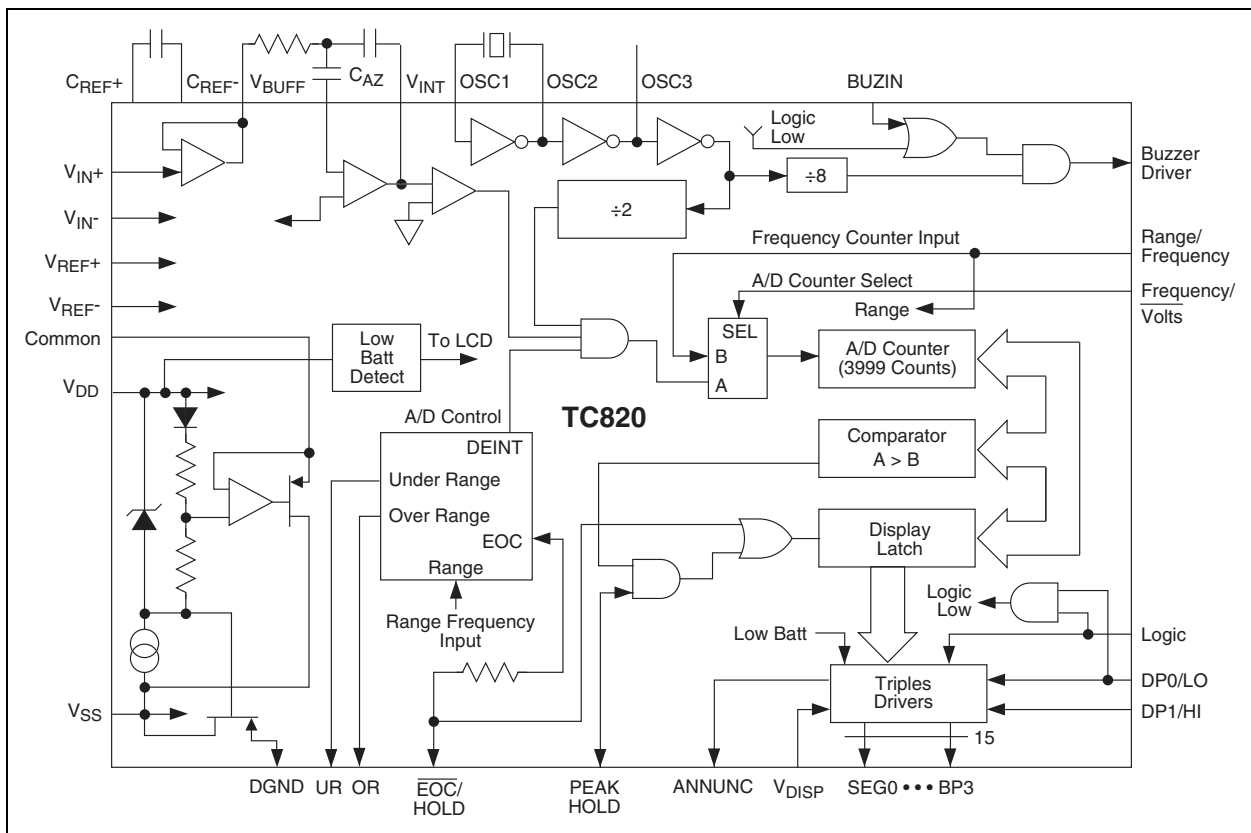 CREF+
CREF-
VBUFF
CAZ
VINT
OSC1
OSC2
OSC3
BUZIN
Logic
Low
Buzzer
Driver
÷8
÷2
VIN+
VIN-
VREF+
VREF-
Common
VDD
VSS
Frequency Counter Input
Range/
Frequency
A/D Counter Select
Range
Frequency/
Volts
Low
Batt
Detect
To LCD
SEL
B
A
A/D Counter
(3999 Counts)
TC820
A/D Control
DEINT
Under Range
Over Range
EOC
Range
Range Frequency
Input
Comparator
A > B
Display
Latch
Logic
Low
Low Batt
Logic
Triples
Drivers
DP0/LO
DP1/HI
15
DGND
UR
OR
EOC/
HOLD
PEAK
HOLD
ANNUNC
VDISP
SEG0 • • • BP3